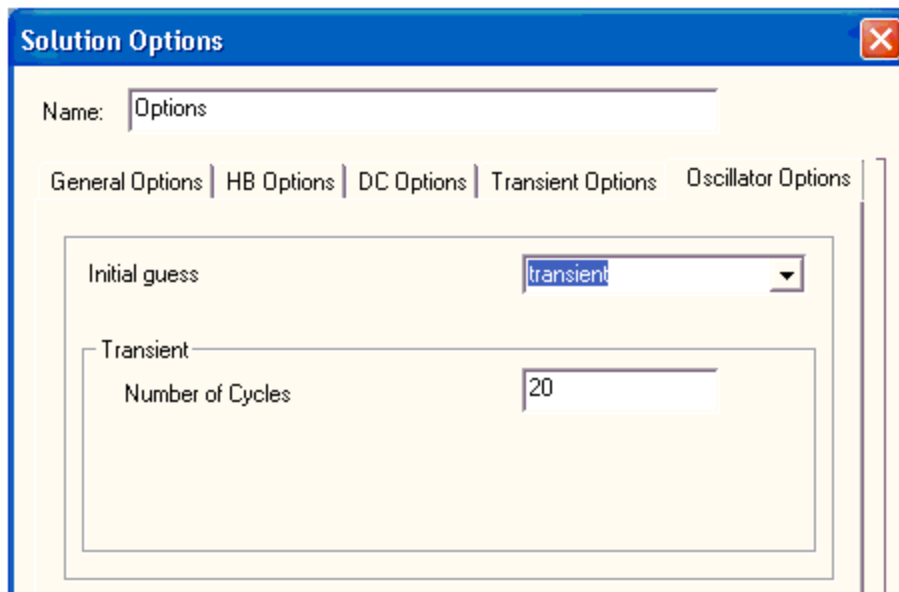 Solution Options
Name: Options
General Options HB Options DC Options Transient Options Oscillator Options
Initial guess transient
Transient
Number of Cycles 20